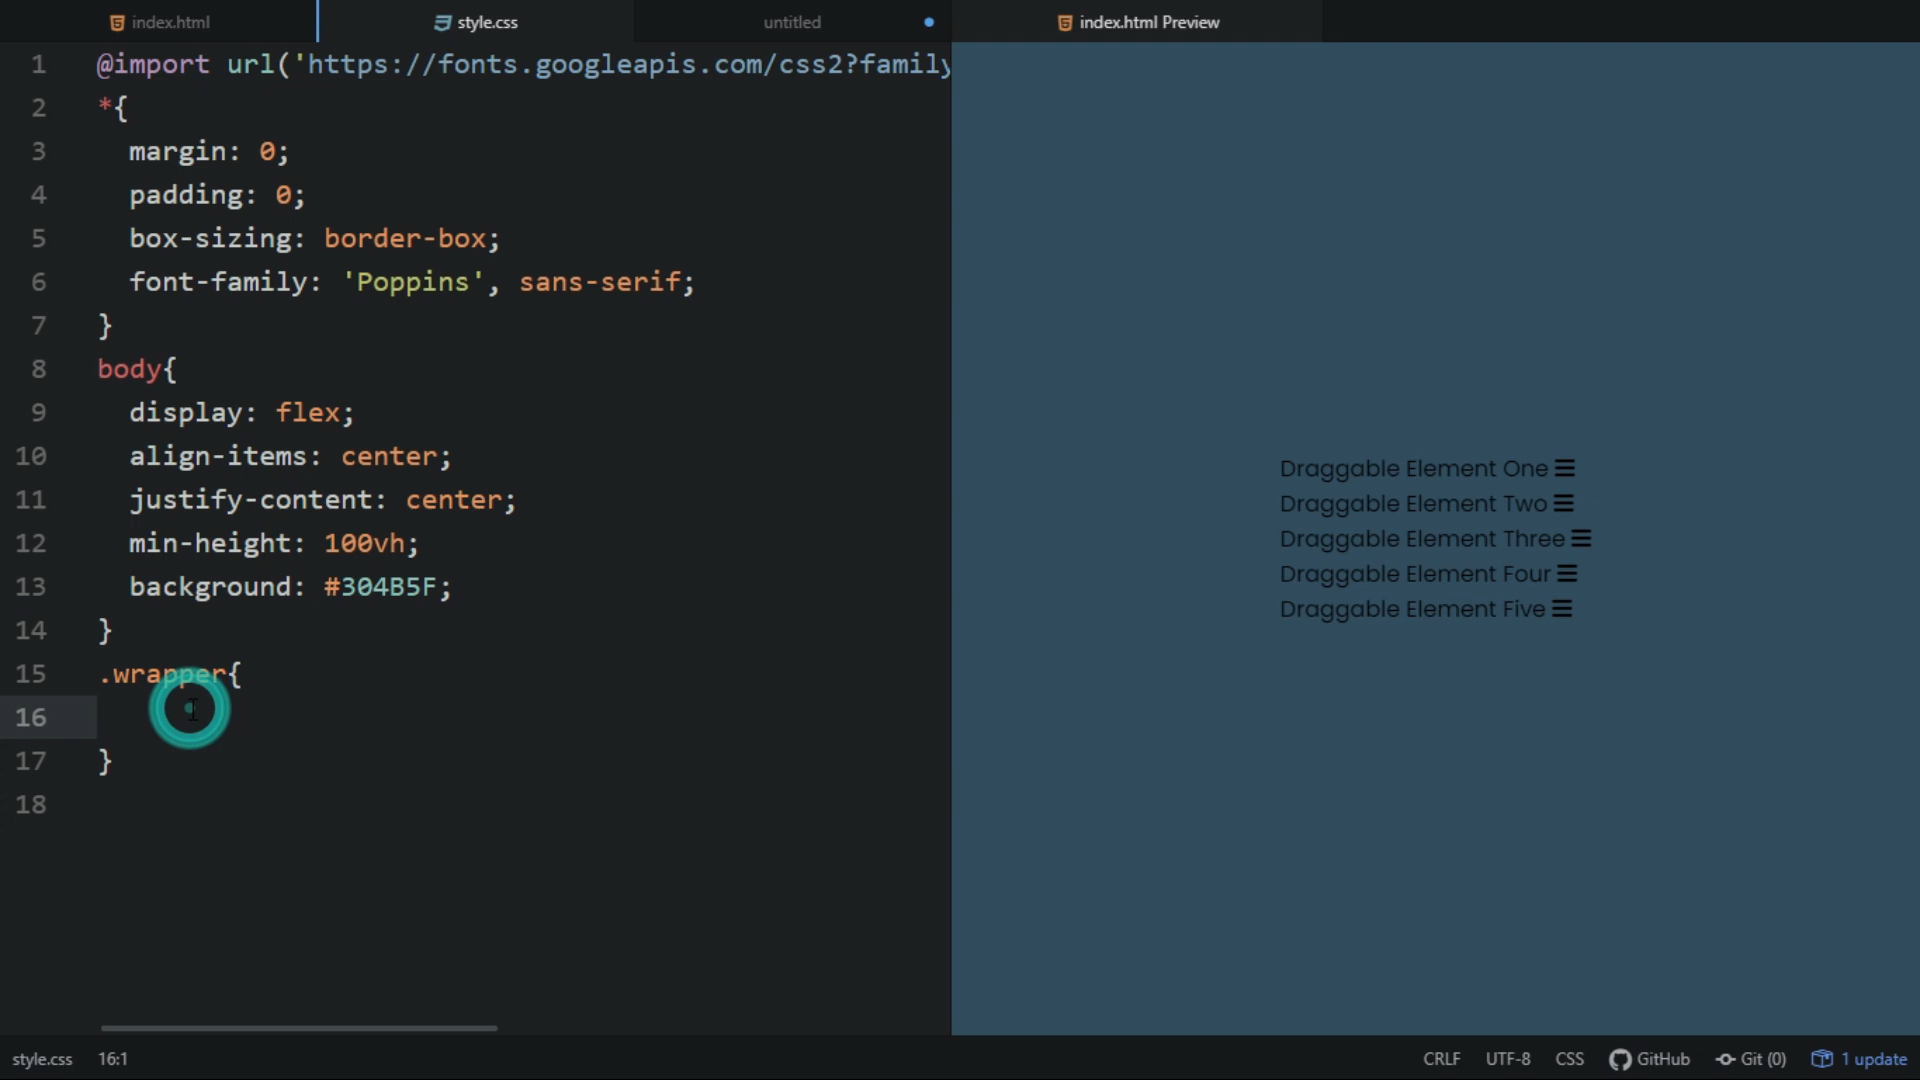 index.html
style.css
untitled
index.html Preview
1 @import url('https://fonts.googleapis.com/css2?family
2 *{
3 margin: 0;
4 padding: 0;
5 box-sizing: border-box;
6 font-family: 'Poppins', sans-serif;
7 }
8 body{
9 display: flex;
10 align-items: center;
11 justify-content: center;
12 min-height: 100vh;
13 background: #304B5F;
14 }
15 .wrapper{
16
17 }
18
Draggable Element One
Draggable Element Two
Draggable Element Three
Draggable Element Four
Draggable Element Five
style.css 16:1
CRLF UTF-8 CSS GitHub Git (0) 1 update